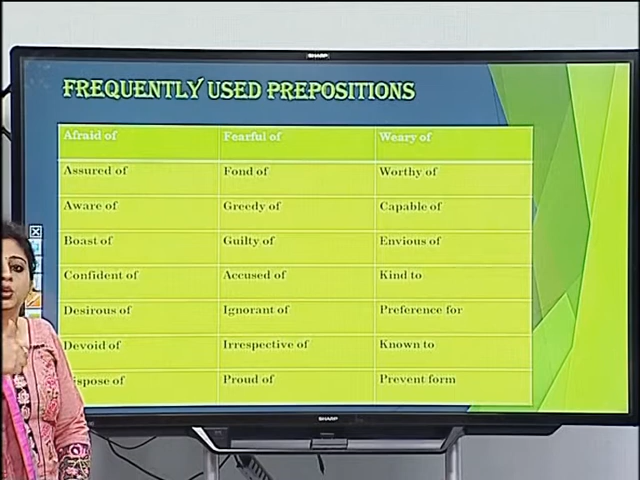 SHARP
FREQUENTLY USED PREPOSITIONS
Afraid of Fearful of Weary of
Assured of Fond of Worthy of
Aware of Greedy of Capable of
Boast of Guilty of Envious of
Confident of Accused of Kind to
Desirous of Ignorant of Preference for
Devoid of Irrespective of Known to
ispose of Proud of Prevent form
SHARP